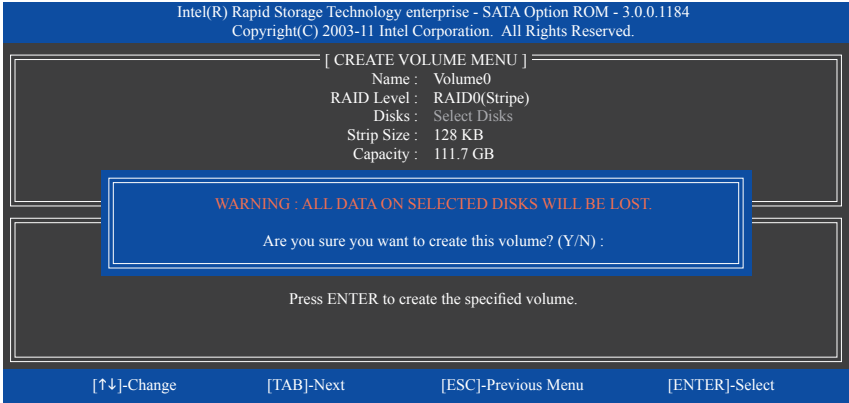 Intel(R) Rapid Storage Technology enterprise - SATA Option ROM - 3.0.0.1184
Copyright(C) 2003-11 Intel Corporation. All Rights Reserved.
[ CREATE VOLUME MENU ]
Name : Volume0
RAID Level : RAID0(Stripe)
Disks : Select Disks
Strip Size : 128 KB
Capacity : 111.7 GB
WARNING : ALL DATA ON SELECTED DISKS WILL BE LOST.
Are you sure you want to create this volume? (Y/N) :
Press ENTER to create the specified volume.
[↑↓]-Change [TAB]-Next [ESC]-Previous Menu [ENTER]-Select